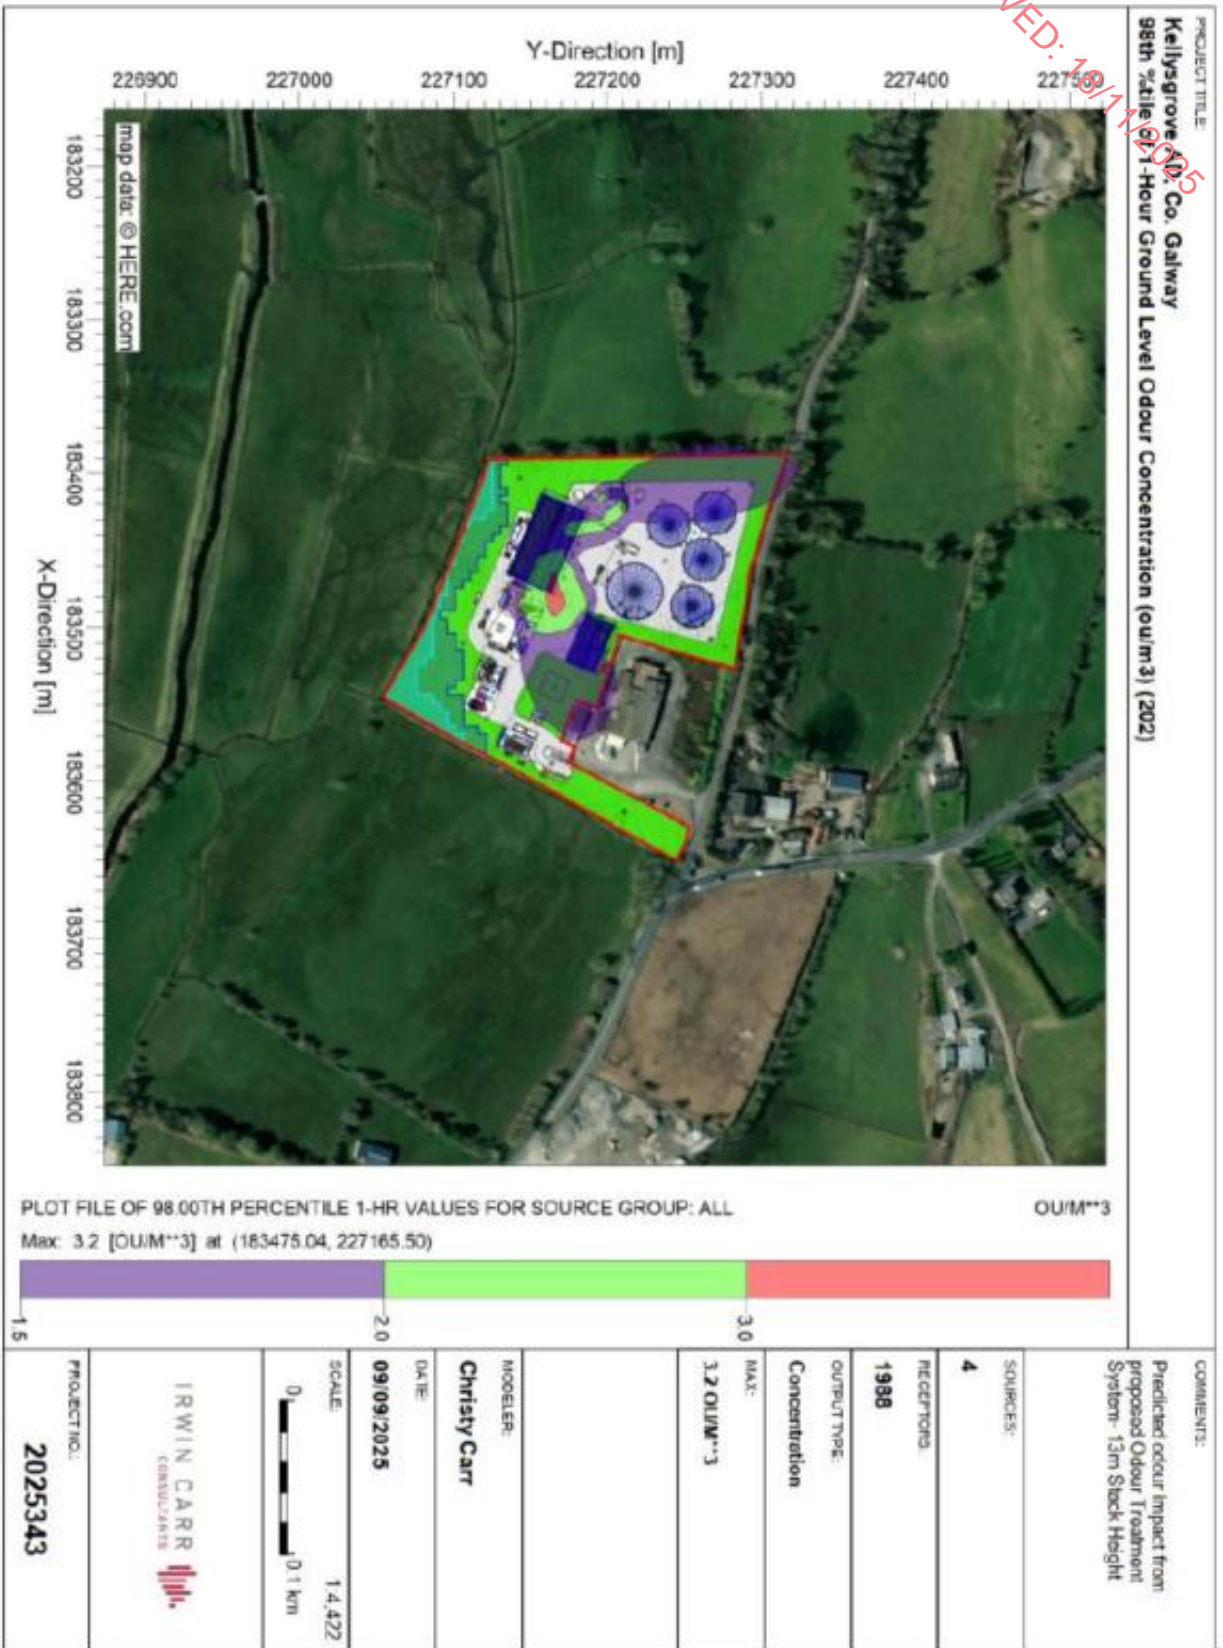 PROJECT TITLE:
Kellysgrove AD, Co. Galway
98th %tile of 1-Hour Ground Level Odour Concentration (ou/m3) (202)
VED: 18/11/2025
Y-Direction [m]
226900
227000
227100
227200
227300
227400
map data: © HERE.com
183200
183300
183400
183500
183600
183700
183800
X-Direction [m]
PLOT FILE OF 98.00TH PERCENTILE 1-HR VALUES FOR SOURCE GROUP: ALL
OU/M**3
Max: 3.2 [OU/M**3] at (183475.04, 227165.50)
1.5
2.0
3.0
COMMENTS:
Predicted odour impact from
proposed Odour Treatment
System- 13m Stack Height
SOURCES:
4
RECEPTORS:
1988
OUTPUT TYPE:
Concentration
MAX:
3.2 OU/M**3
MODELER:
Christy Carr
DATE:
09/09/2025
SCALE:
1:4,422
0
0.1 km
IRWIN CARR
CONSULTANTS
PROJECT NO.:
2025343